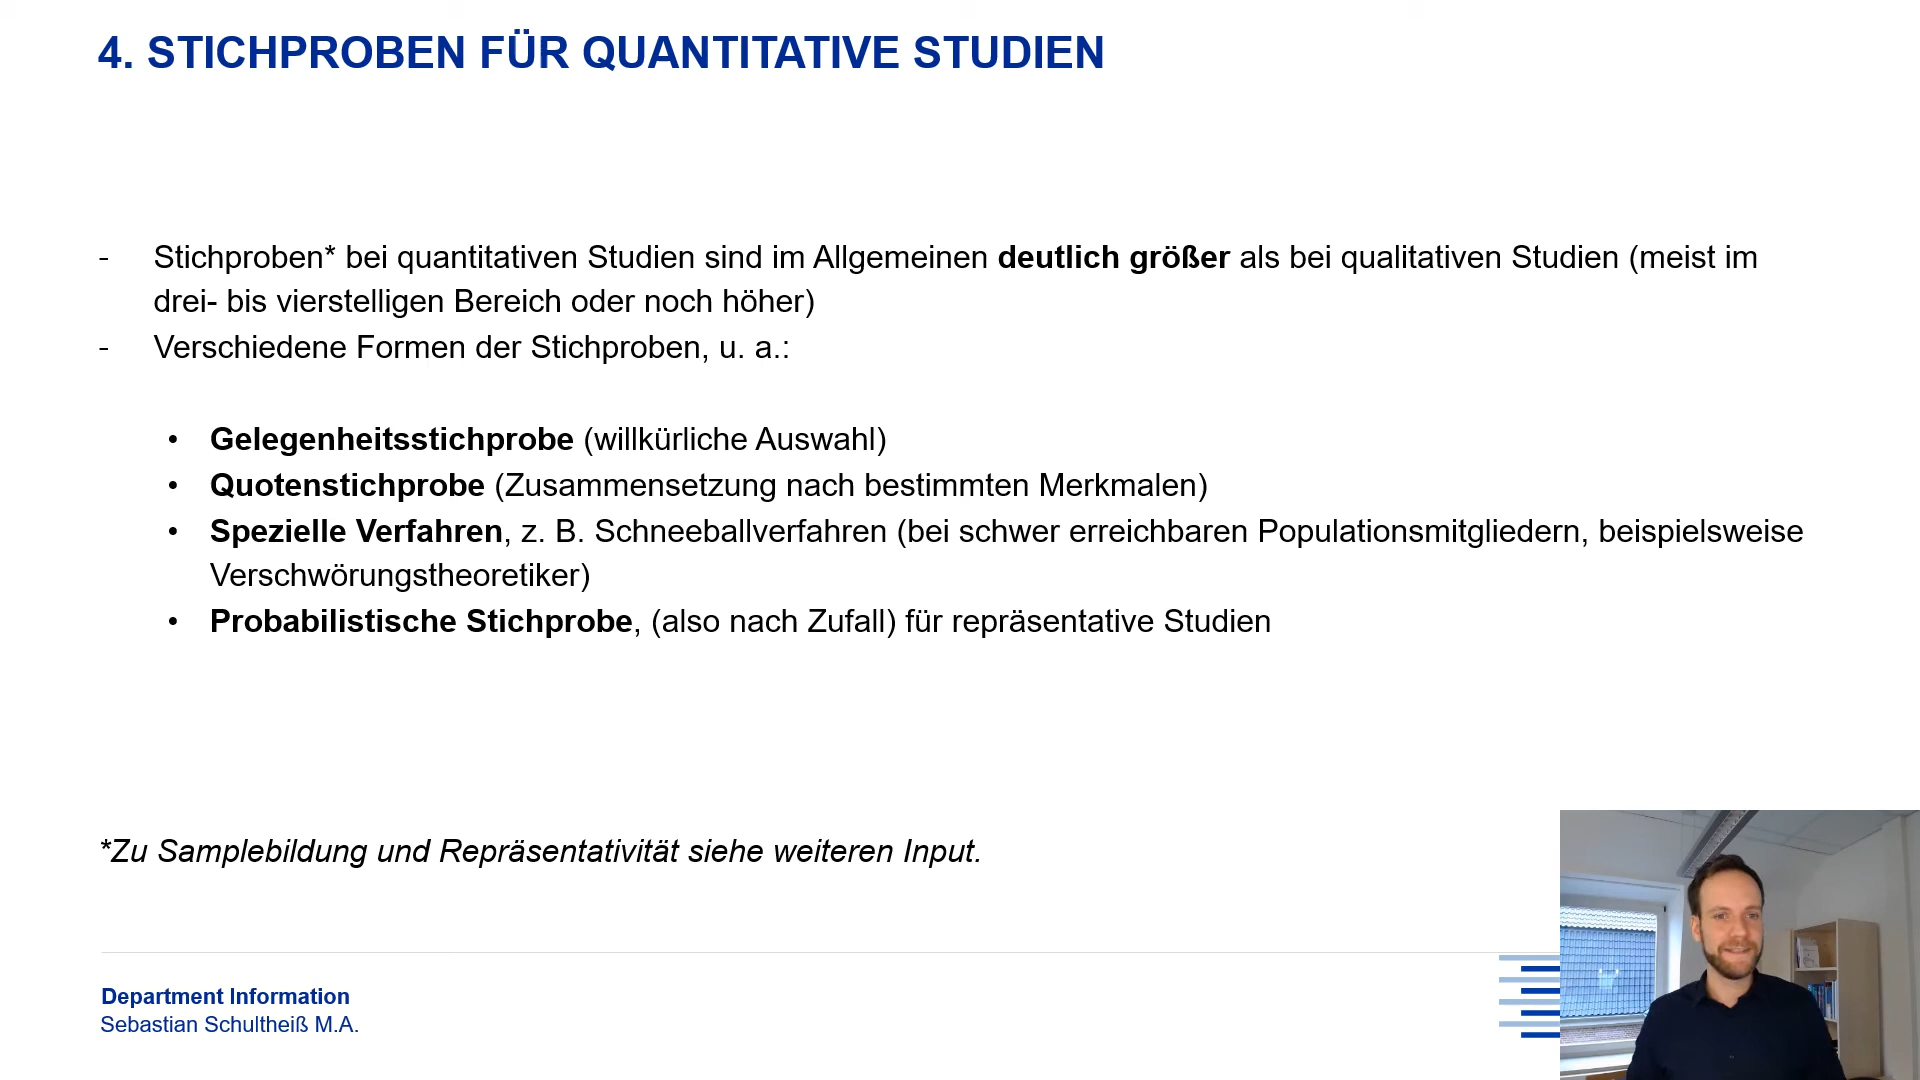 4. STICHPROBEN FÜR QUANTITATIVE STUDIEN
- Stichproben* bei quantitativen Studien sind im Allgemeinen deutlich größer als bei qualitativen Studien (meist im
drei- bis vierstelligen Bereich oder noch höher)
- Verschiedene Formen der Stichproben, u. a.:
• Gelegenheitsstichprobe (willkürliche Auswahl)
• Quotenstichprobe (Zusammensetzung nach bestimmten Merkmalen)
• Spezielle Verfahren, z. B. Schneeballverfahren (bei schwer erreichbaren Populationsmitgliedern, beispielsweise
Verschwörungstheoretiker)
• Probabilistische Stichprobe, (also nach Zufall) für repräsentative Studien
*Zu Samplebildung und Repräsentativität siehe weiteren Input.
Department Information
Sebastian Schultheiß M.A.